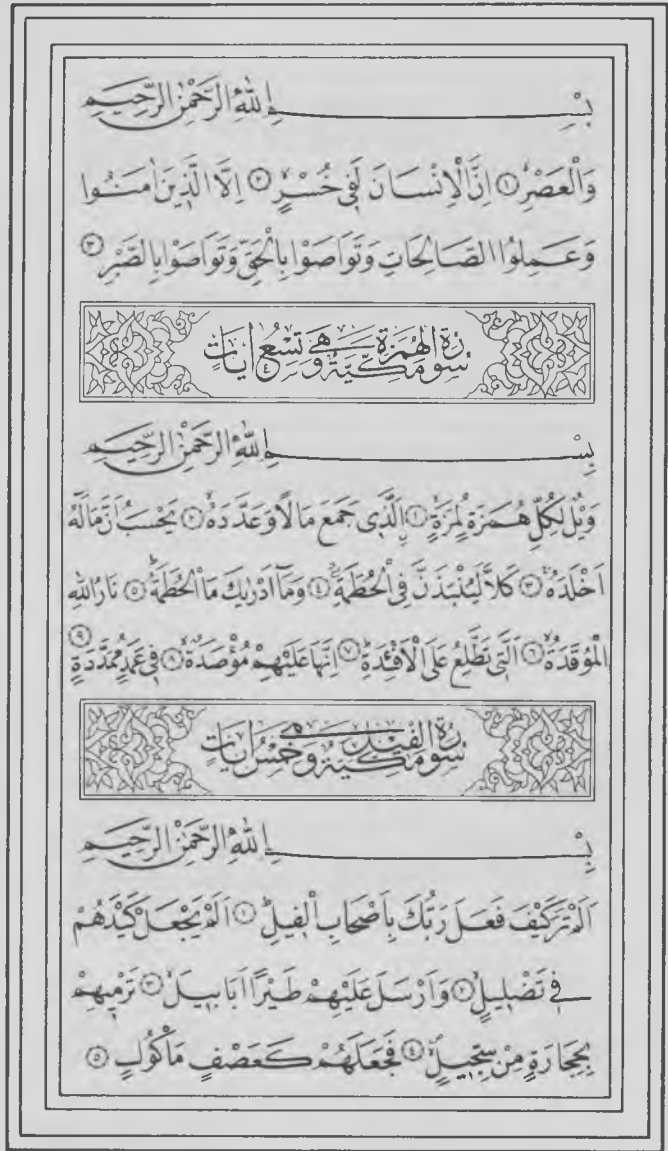 بِسْمِ اللّٰهِ الرَّحْمٰنِ الرَّحِيمِ
وَالْعَصْرِۙ ﴿١﴾ اِنَّ الْاِنْسَانَ لَفِى خُسْرٍۙ ﴿٢﴾ اِلَّا الَّذِينَ اٰمَنُوا
وَعَمِلُوا الصَّالِحَاتِ وَتَوَاصَوْا بِالْحَقِّ وَتَوَاصَوْا بِالصَّبْرِ ﴿٣﴾
سُورَةُ الْهُمَزَةِ مَكِّيَّةٌ وَهِيَ تِسْعُ اٰيَاتٍ
بِسْمِ اللّٰهِ الرَّحْمٰنِ الرَّحِيمِ
وَيْلٌ لِكُلِّ هُمَزَةٍ لُمَزَةٍۙ ﴿١﴾ اِلَّذِى جَمَعَ مَالًا وَعَدَّدَهُۙ ﴿٢﴾ يَحْسَبُ اَنَّ مَالَهُٓ
اَخْلَدَهُۚ ﴿٣﴾ كَلَّا لَيُنْبَذَنَّ فِى الْحُطَمَةِۘ ﴿٤﴾ وَمَٓا اَدْرٰيكَ مَا الْحُطَمَةُۜ ﴿٥﴾ نَارُ اللّٰهِ
الْمُوقَدَةُۙ ﴿٦﴾ اَلَّتِى تَطَّلِعُ عَلَى الْاَفْـِٔدَةِۜ ﴿٧﴾ اِنَّهَا عَلَيْهِمْ مُؤْصَدَةٌۙ ﴿٨﴾ فِى عَمَدٍ مُمَدَّدَةٍ ﴿٩﴾
سُورَةُ الْفِيلِ مَكِّيَّةٌ وَهِيَ خَمْسُ اٰيَاتٍ
بِسْمِ اللّٰهِ الرَّحْمٰنِ الرَّحِيمِ
اَلَمْ تَرَ كَيْفَ فَعَلَ رَبُّكَ بِاَصْحَابِ الْفِيلِۜ ﴿١﴾ اَلَمْ يَجْعَلْ كَيْدَهُمْ
فِى تَضْلِيلٍۙ ﴿٢﴾ وَاَرْسَلَ عَلَيْهِمْ طَيْرًا اَبَابِيلَۙ ﴿٣﴾ تَرْمِيهِمْ
بِحِجَارَةٍ مِنْ سِجِّيلٍۙ ﴿٤﴾ فَجَعَلَهُمْ كَعَصْفٍ مَأْكُولٍ ﴿٥﴾